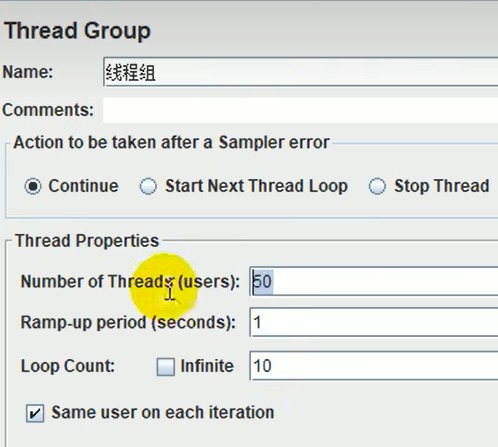 Thread Group
Name: 线程组
Comments:
Action to be taken after a Sampler error
Continue Start Next Thread Loop Stop Thread
Thread Properties
Number of Threads (users): 50
Ramp-up period (seconds): 1
Loop Count: Infinite 10
Same user on each iteration